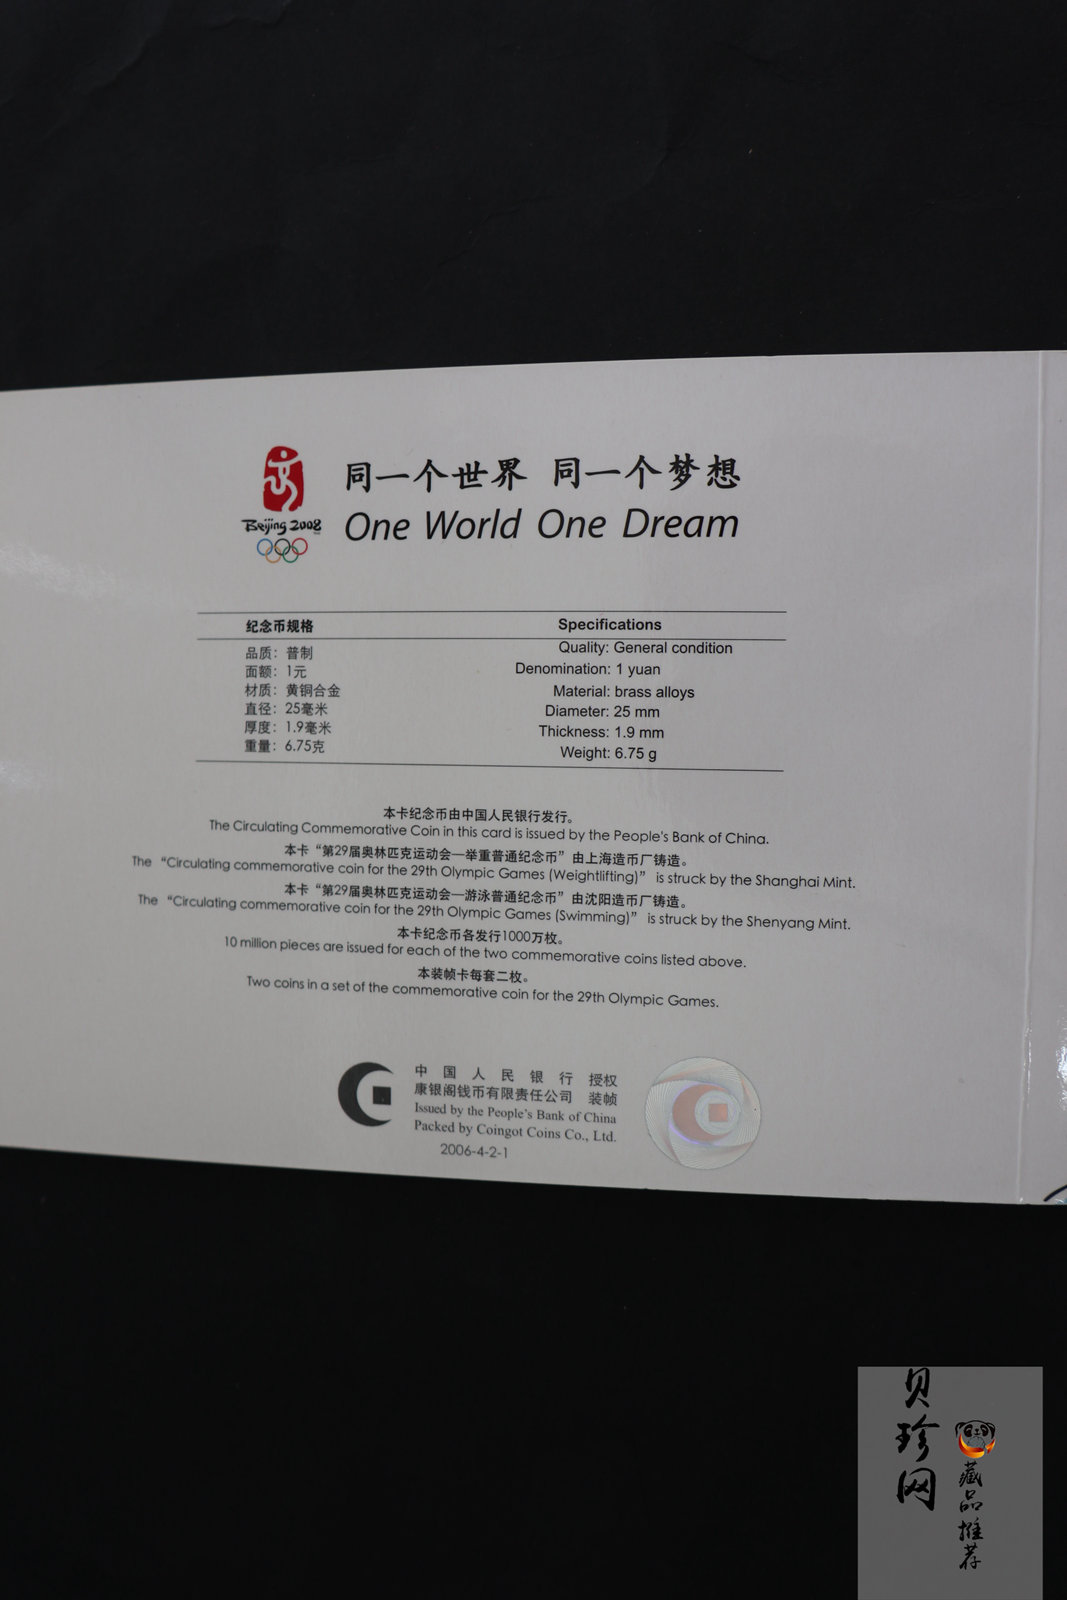 同一个世界 同一个梦想
One World One Dream
Beijing 2008
纪念币规格 Specifications
品质：普制 Quality: General condition
面额：1元 Denomination: 1 yuan
材质：黄铜合金 Material: brass alloys
直径：25毫米 Diameter: 25 mm
厚度：1.9毫米 Thickness: 1.9 mm
重量：6.75克 Weight: 6.75 g
本卡纪念币由中国人民银行发行。
The Circulating Commemorative Coin in this card is issued by the People's Bank of China.
本卡“第29届奥林匹克运动会—举重普通纪念币”由上海造币厂铸造。
The “Circulating commemorative coin for the 29th Olympic Games (Weightlifting)” is struck by the Shanghai Mint.
本卡“第29届奥林匹克运动会—游泳普通纪念币”由沈阳造币厂铸造。
The “Circulating commemorative coin for the 29th Olympic Games (Swimming)” is struck by the Shenyang Mint.
本卡纪念币各发行1000万枚。
10 million pieces are issued for each of the two commemorative coins listed above.
本装帧卡每套二枚。
Two coins in a set of the commemorative coin for the 29th Olympic Games.
中国人民银行 授权
康银阁钱币有限责任公司 装帧
Issued by the People's Bank of China
Packed by Coingot Coins Co., Ltd.
2006-4-2-1
贝珍网
藏品推荐